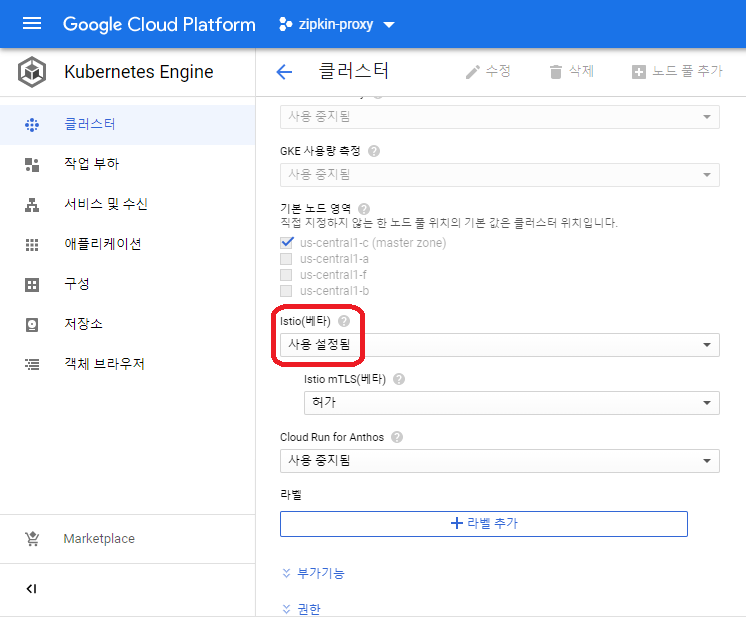 Google Cloud Platform
zipkin-proxy
Kubernetes Engine
클러스터
수정
삭제
노드 풀 추가
클러스터
작업 부하
서비스 및 수신
애플리케이션
구성
저장소
객체 브라우저
Marketplace
사용 중지됨
GKE 사용량 측정
사용 중지됨
기본 노드 영역
직접 지정하지 않는 한 노드 풀 위치의 기본 값은 클러스터 위치입니다.
us-central1-c (master zone)
us-central1-a
us-central1-f
us-central1-b
Istio(베타)
사용 설정됨
Istio mTLS(베타)
허가
Cloud Run for Anthos
사용 중지됨
라벨
+ 라벨 추가
부가기능
권한